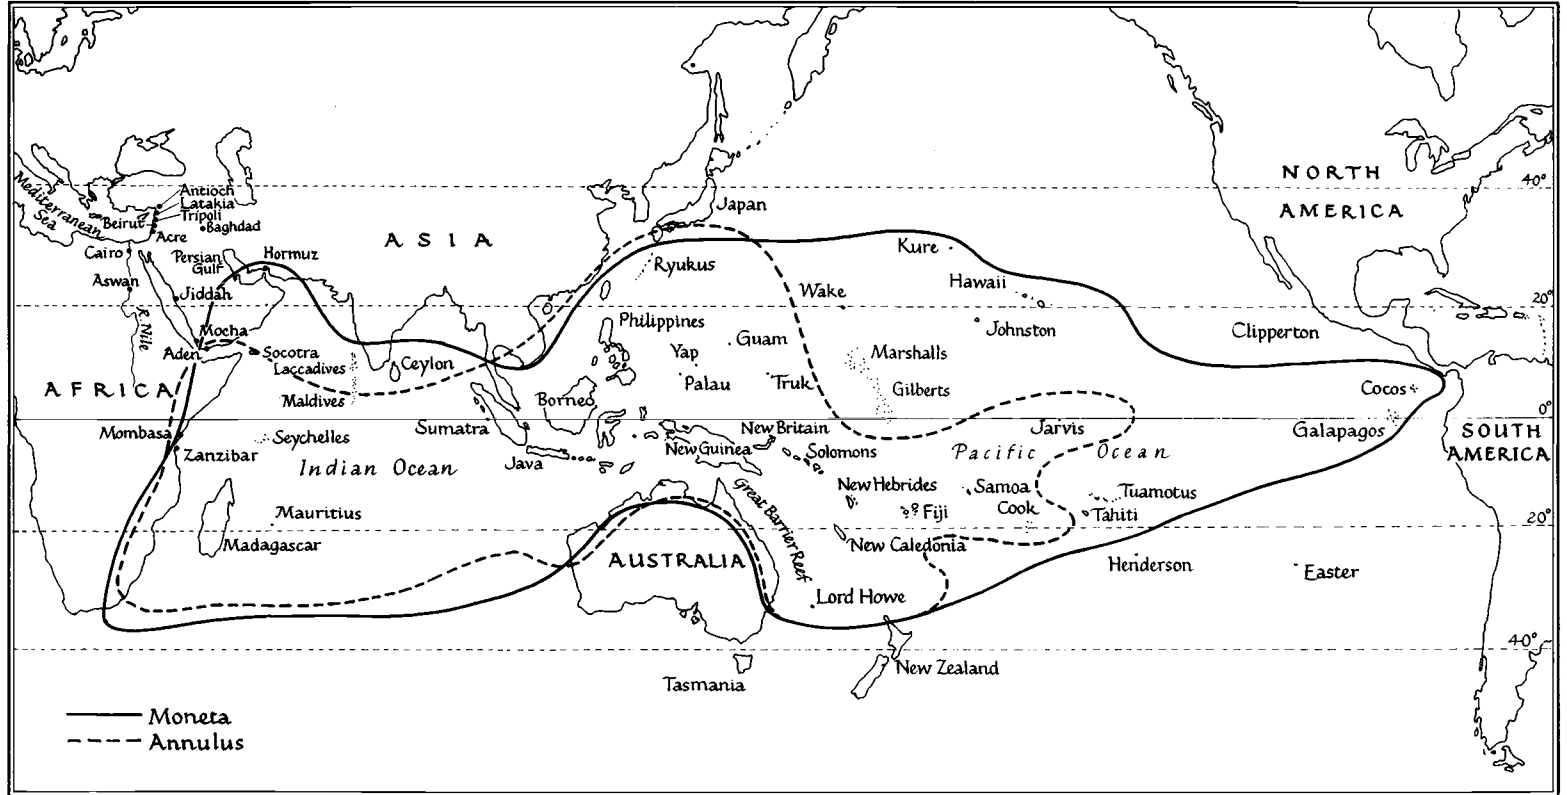 NORTH
AMERICA
40°
Antioch
Latakia
Tripoli
Baghdad
Beirut
Acre
Mediterranean
Sea
Cairo
Aswan
R. Nile
Persian
Gulf
Hormuz
Jiddah
ASIA
Japan
Ryukus
Kure
Hawaii
Wake
Johnston
20°
Mocha
Aden
Socotra
Laccadives
Maldives
Ceylon
Philippines
Guam
Yap
Palau
Truk
Marshalls
Gilberts
Clipperton
Cocos
AFRICA
Borneo
0°
Mombasa
Zanzibar
Seychelles
Sumatra
Java
New Britain
New Guinea
Solomons
Jarvis
Galapagos
SOUTH
AMERICA
Indian Ocean
Pacific Ocean
Mauritius
Madagascar
Great Barrier Reef
New Hebrides
Fiji
Samoa
Cook
Tuamotus
Tahiti
20°
AUSTRALIA
New Caledonia
Henderson
Easter
Lord Howe
40°
New Zealand
Tasmania
Moneta
Annulus